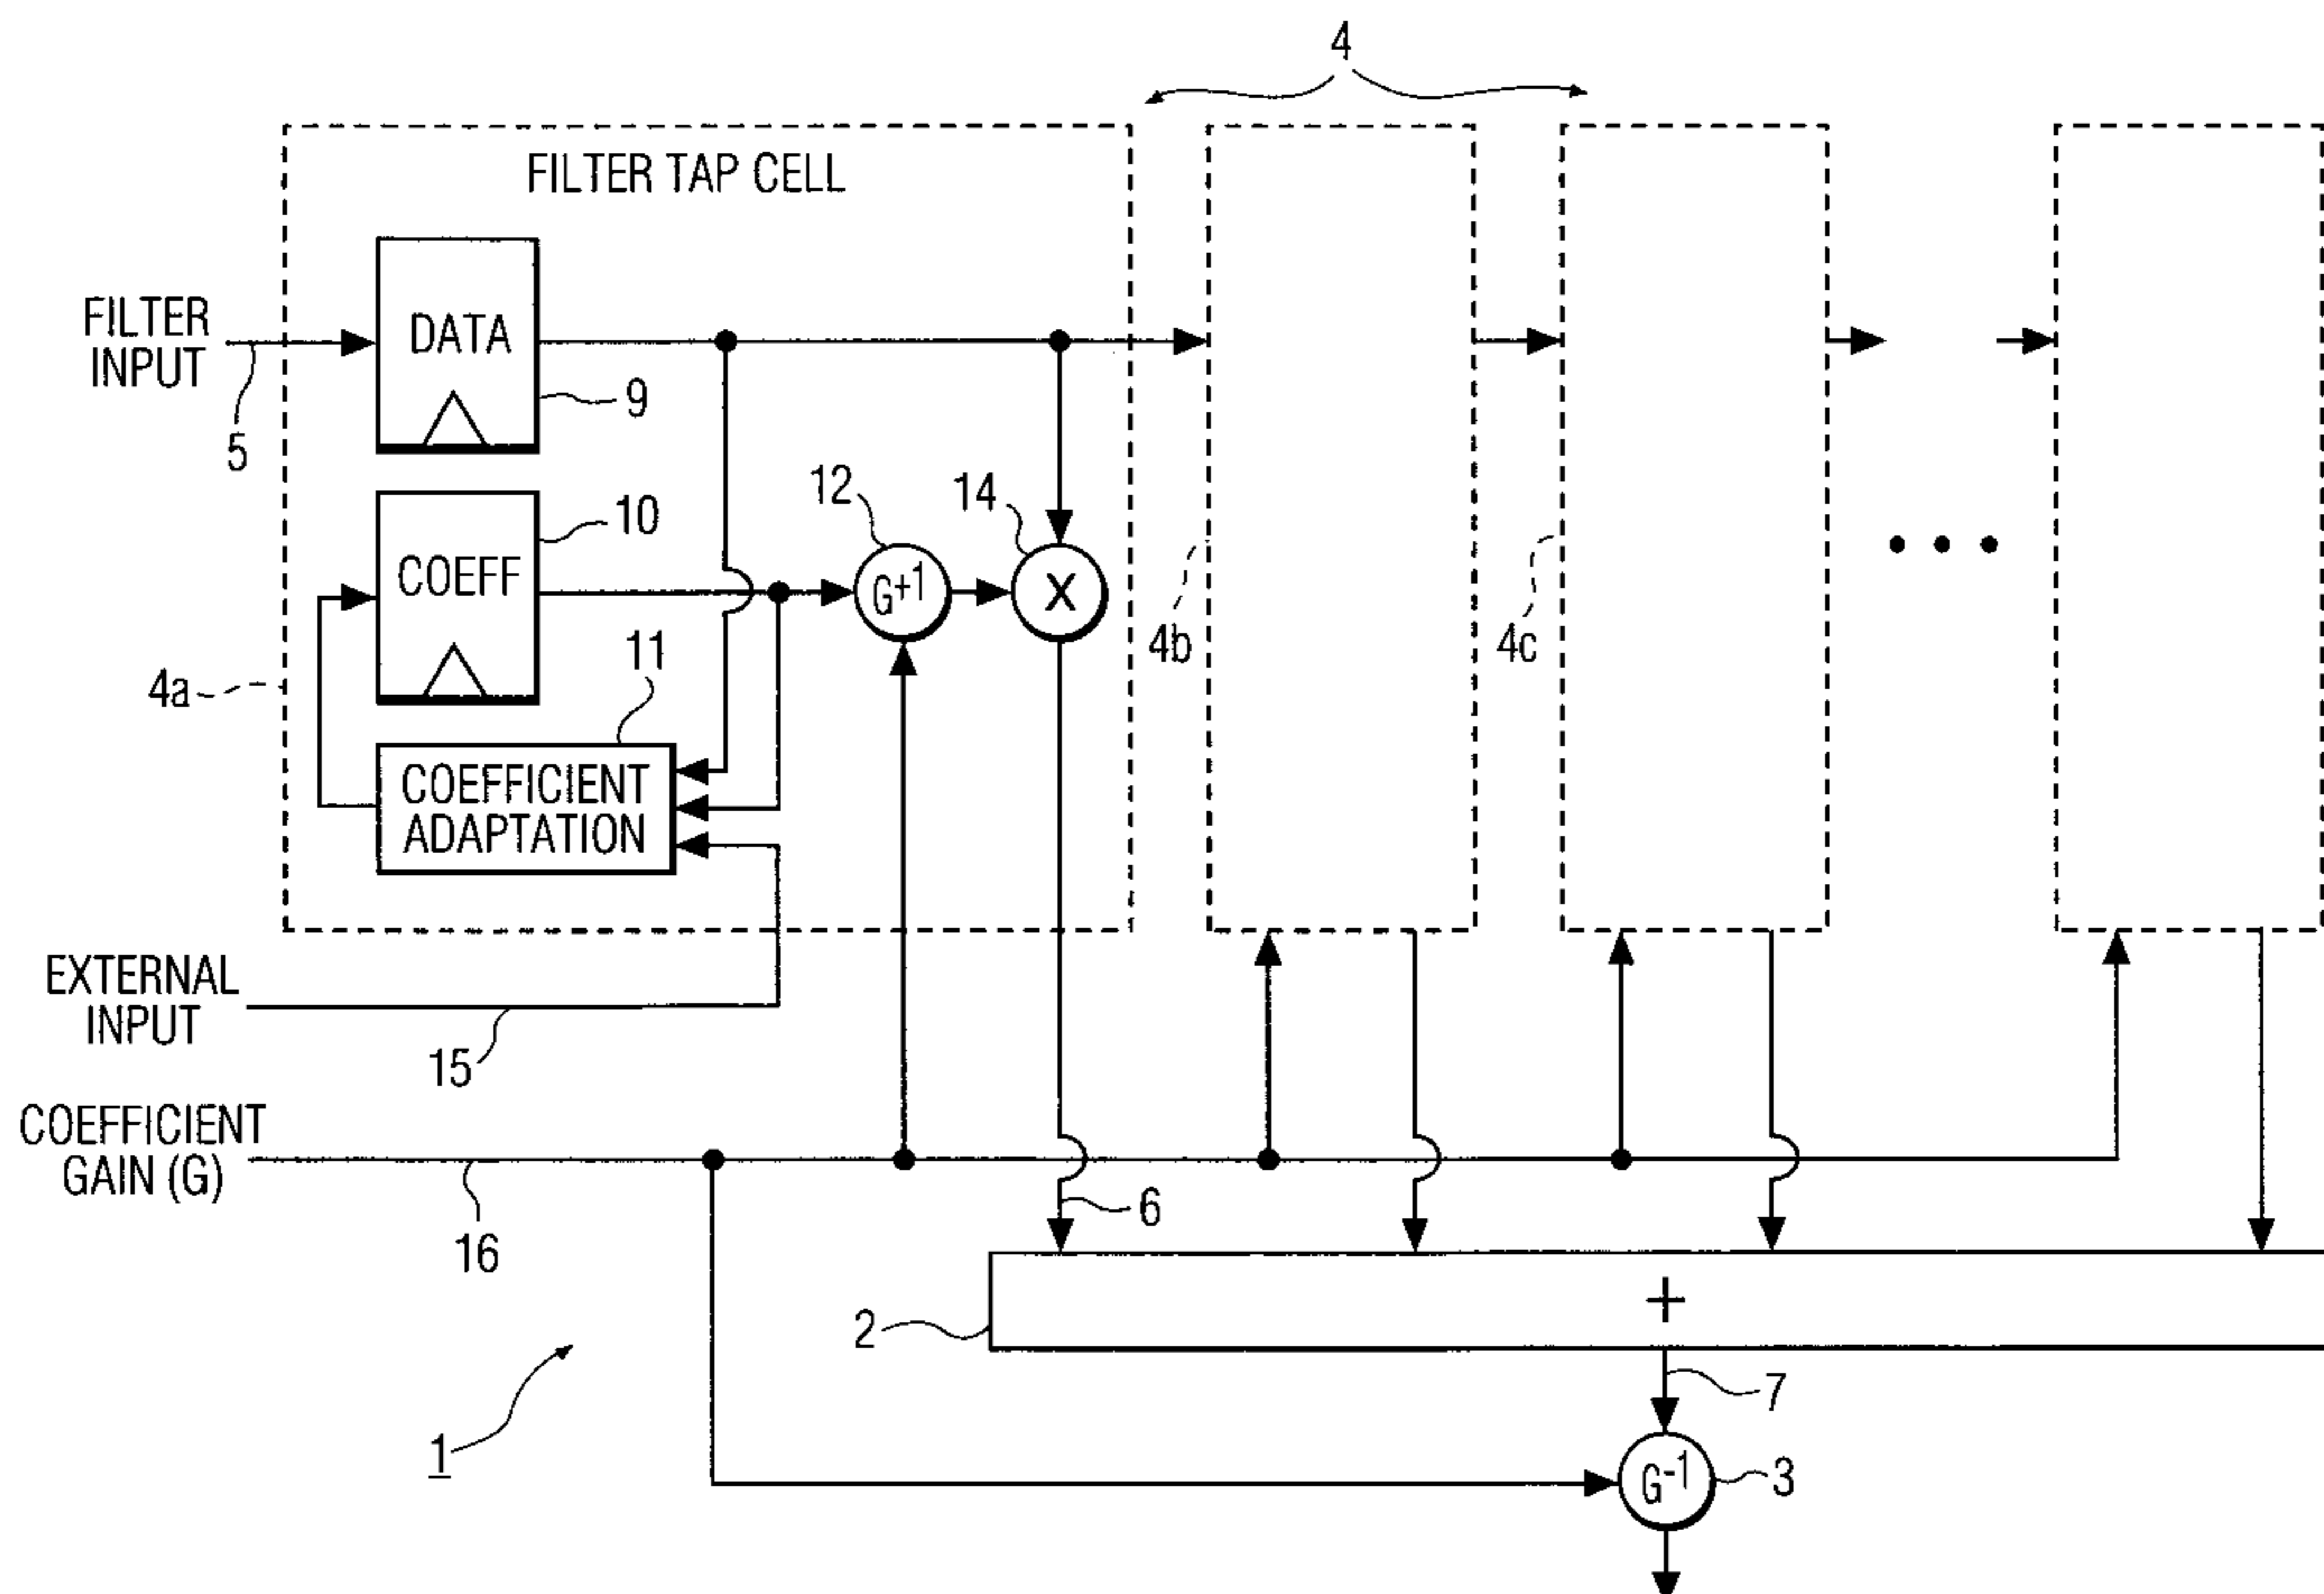 4
FILTER TAP CELL
FILTER
INPUT
DATA
5
9
12
14
10
COEFF
G+1
X
4a
11
4b
4c
COEFFICIENT
ADAPTATION
EXTERNAL
INPUT
15
COEFFICIENT
GAIN (G)
16
6
2
+
7
1
G-1
3